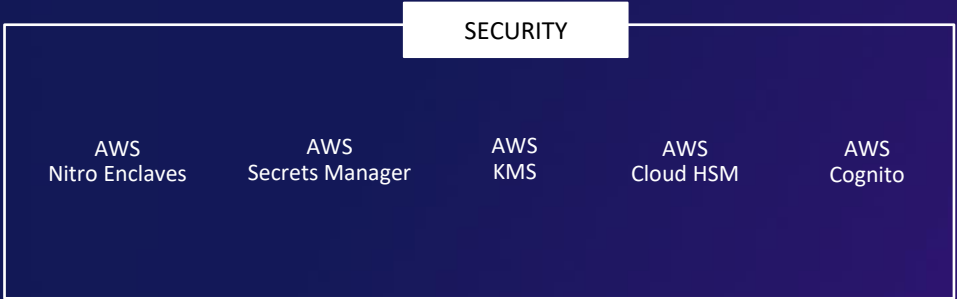 SECURITY
AWS
Nitro Enclaves
AWS
Secrets Manager
AWS
KMS
AWS
Cloud HSM
AWS
Cognito